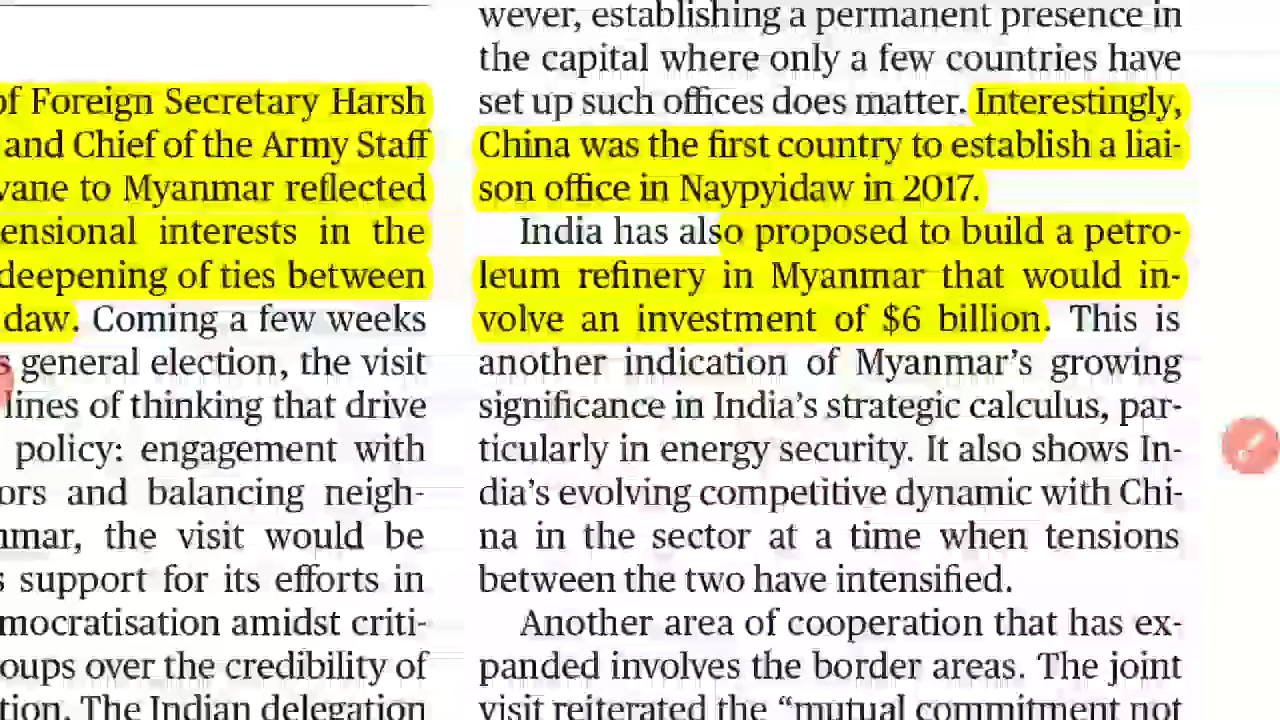 of Foreign Secretary Harsh
and Chief of the Army Staff
vane to Myanmar reflected
ensional interests in the
deepening of ties between
daw. Coming a few weeks
s general election, the visit
lines of thinking that drive
policy: engagement with
ors and balancing neigh-
nmar, the visit would be
s support for its efforts in
mocratisation amidst criti-
oups over the credibility of
tion. The Indian delegation
wever, establishing a permanent presence in
the capital where only a few countries have
set up such offices does matter. Interestingly,
China was the first country to establish a liai-
son office in Naypyidaw in 2017.
India has also proposed to build a petro-
leum refinery in Myanmar that would in-
volve an investment of $6 billion. This is
another indication of Myanmar’s growing
significance in India’s strategic calculus, par-
ticularly in energy security. It also shows In-
dia’s evolving competitive dynamic with Chi-
na in the sector at a time when tensions
between the two have intensified.
Another area of cooperation that has ex-
panded involves the border areas. The joint
visit reiterated the “mutual commitment not